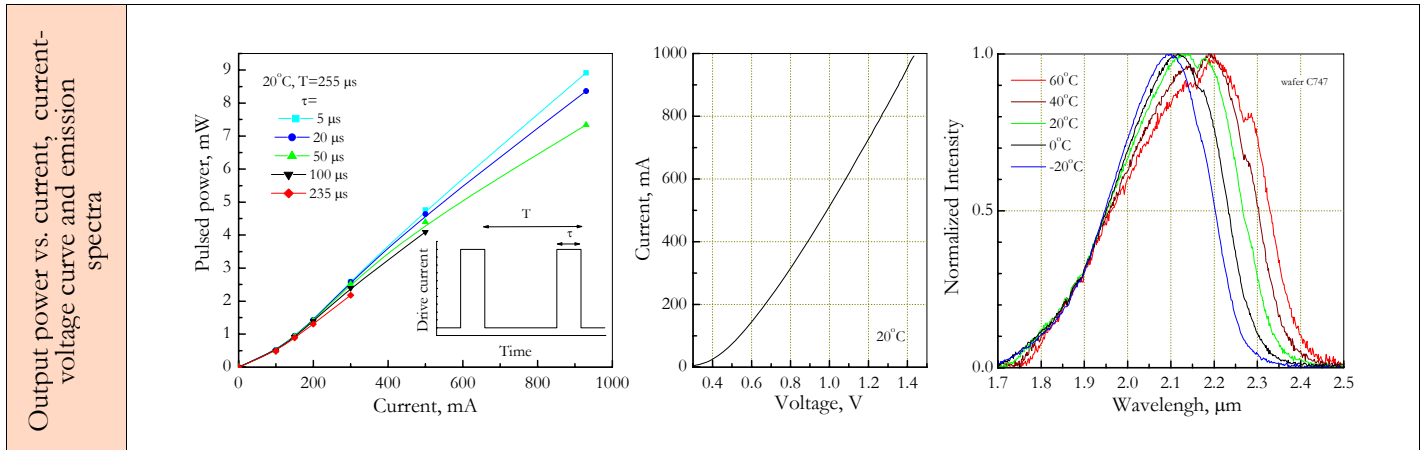 Output power vs. current, current-
voltage curve and emission
spectra
Pulsed power, mW
9
8
7
6
5
4
3
2
1
0
20°C, T=255 µs
τ=
5 µs
20 µs
50 µs
100 µs
235 µs
T
τ
Drive current
Time
0 200 400 600 800 1000
Current, mA
Current, mA
1000
800
600
400
200
0
20°C
0.4 0.6 0.8 1.0 1.2 1.4
Voltage, V
Normalized Intensity
1.0
0.5
0.0
60°C
40°C
20°C
0°C
-20°C
wafer C747
1.7 1.8 1.9 2.0 2.1 2.2 2.3 2.4 2.5
Wavelengh, µm